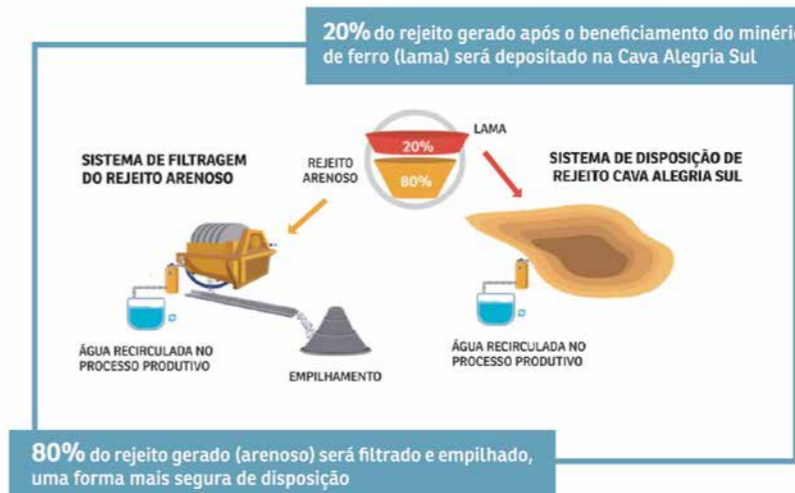 20% do rejeito gerado após o beneficiamento do minéri
de ferro (lama) será depositado na Cava Alegria Sul
SISTEMA DE FILTRAGEM
DO REJEITO ARENOSO
REJEITO
ARENOSO
20%
80%
LAMA
SISTEMA DE DISPOSIÇÃO DE
REJEITO CAVA ALEGRIA SUL
ÁGUA RECIRCULADA NO
PROCESSO PRODUTIVO
EMPILHAMENTO
ÁGUA RECIRCULADA NO
PROCESSO PRODUTIVO
80% do rejeito gerado (arenoso) será filtrado e empilhado,
uma forma mais segura de disposição